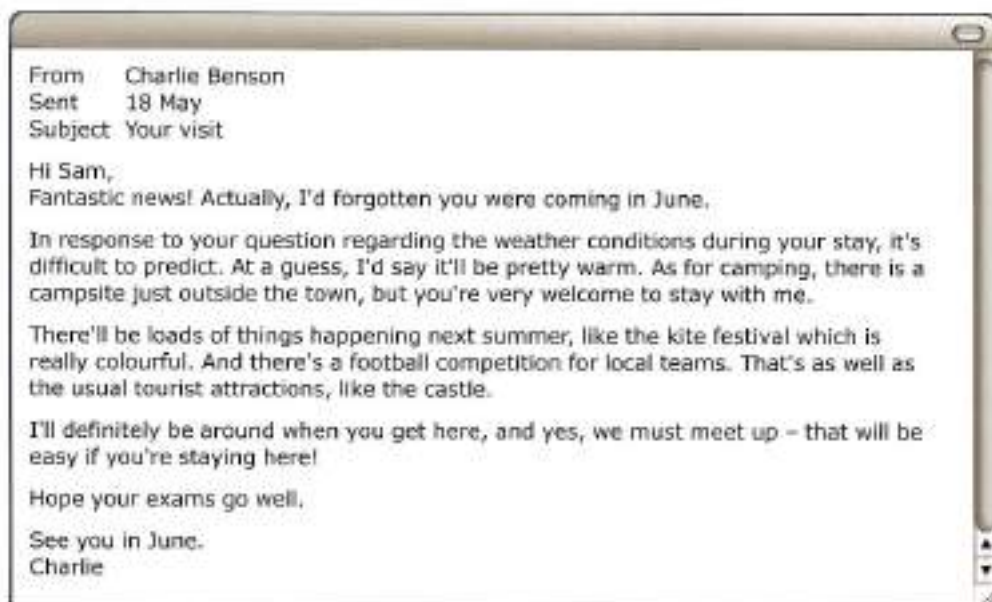 From Charlie Benson
Sent 18 May
Subject Your visit
Hi Sam,
Fantastic news! Actually, I'd forgotten you were coming in June.
In response to your question regarding the weather conditions during your stay, it's
difficult to predict. At a guess, I'd say it'll be pretty warm. As for camping, there is a
campsite just outside the town, but you're very welcome to stay with me.
There'll be loads of things happening next summer, like the kite festival which is
really colourful. And there's a football competition for local teams. That's as well as
the usual tourist attractions, like the castle.
I'll definitely be around when you get here, and yes, we must meet up – that will be
easy if you're staying here!
Hope your exams go well.
See you in June.
Charlie